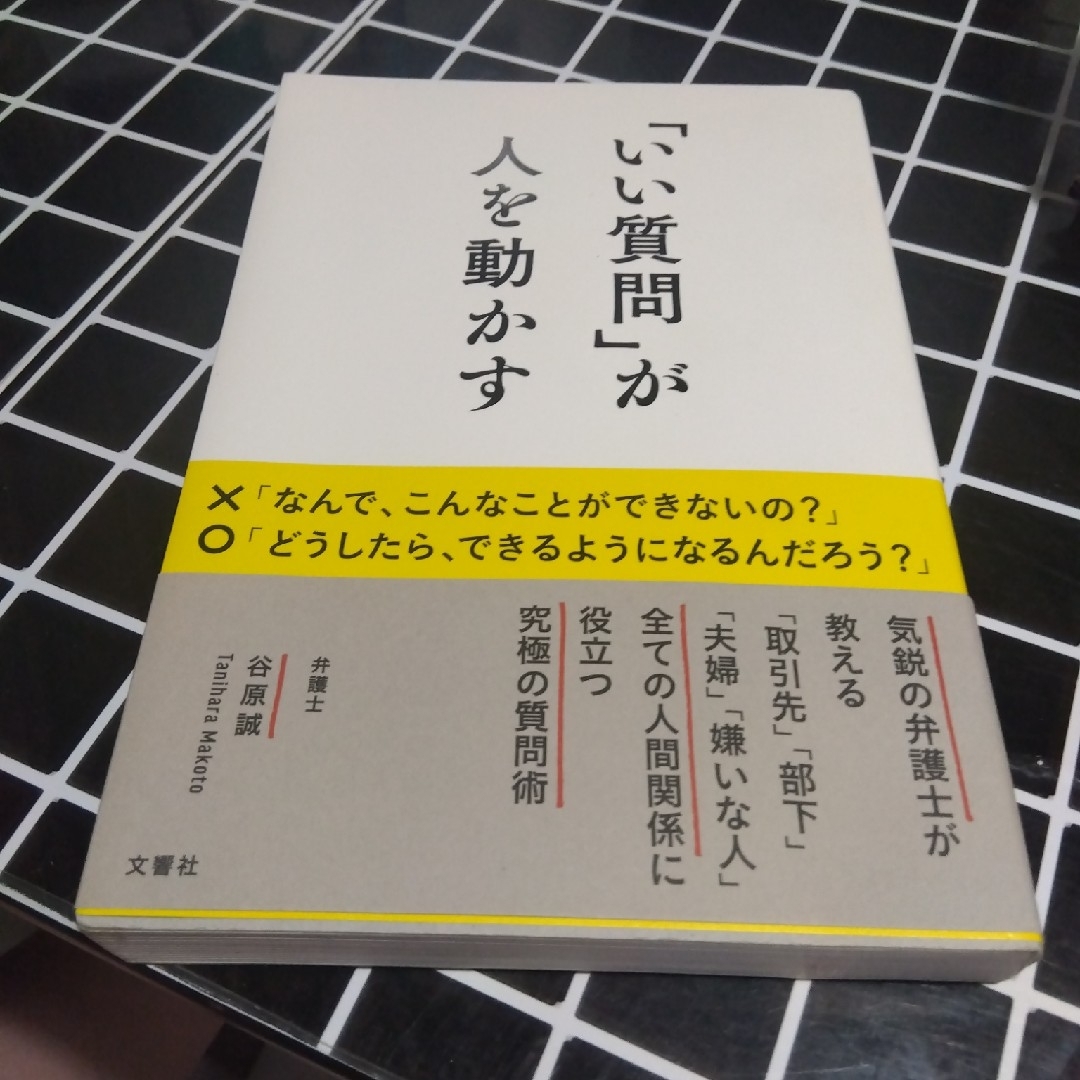 「いい質問」が
人を動かす
×「なんで、こんなことができないの?」
○「どうしたら、できるようになるんだろう?」
気鋭の弁護士が
教える
「取引先」「部下」
「夫婦」「嫌いな人」
全ての人間関係に
役立つ
究極の質問術
弁護士
谷原誠
Tanihara Makoto
文響社